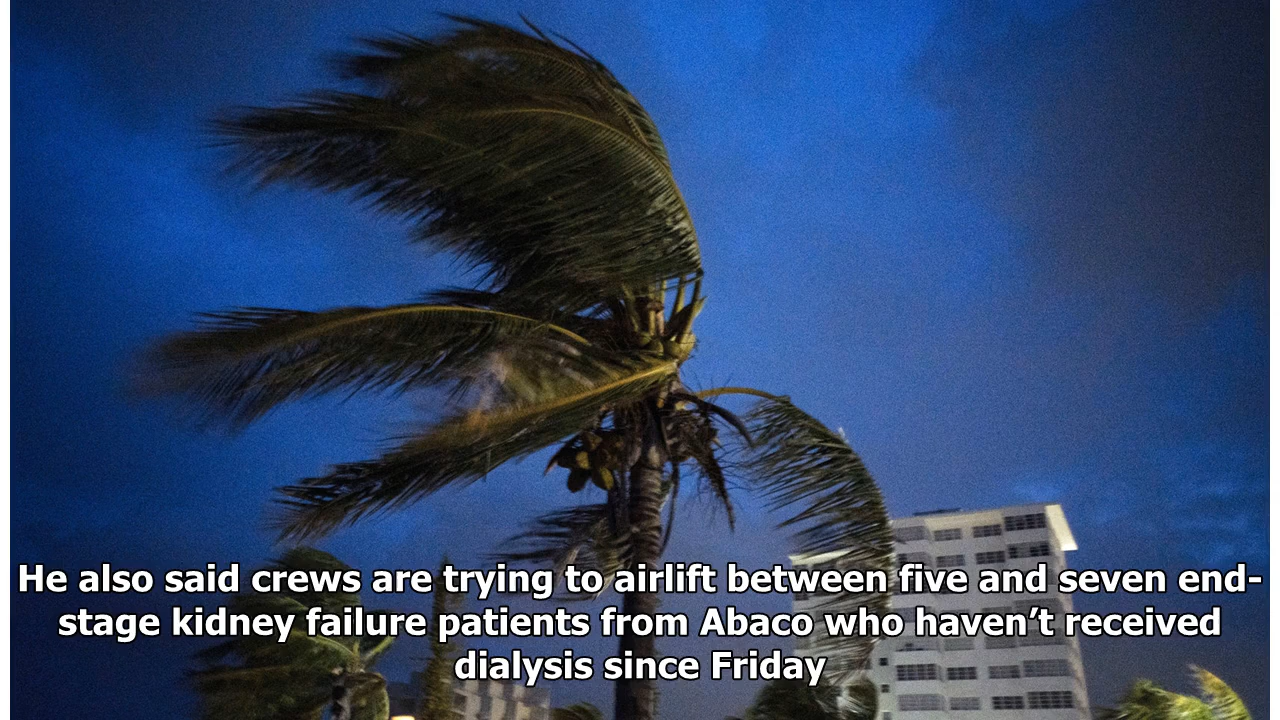 He also said crews are trying to airlift between five and seven end-
stage kidney failure patients from Abaco who haven’t received
dialysis since Friday